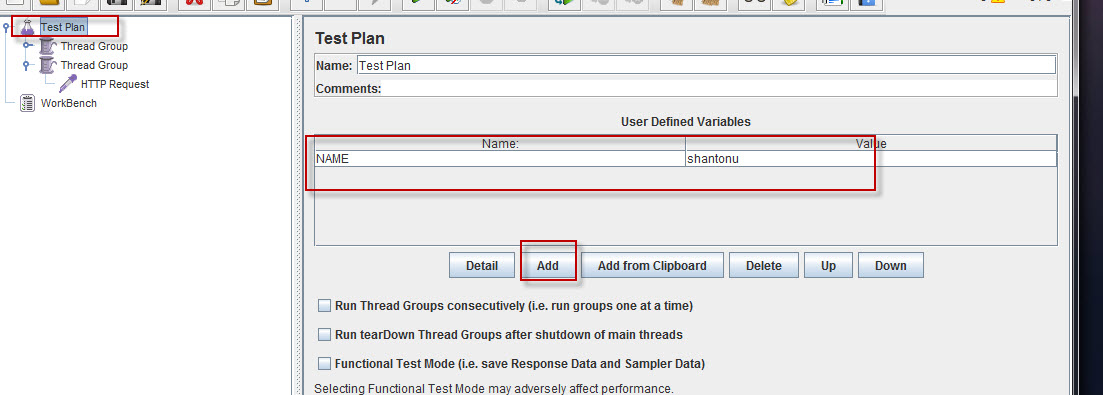 Test Plan
Thread Group
Thread Group
HTTP Request
WorkBench
Test Plan
Name: Test Plan
Comments:
User Defined Variables
Name: Value
NAME shantonu
Detail Add Add from Clipboard Delete Up Down
Run Thread Groups consecutively (i.e. run groups one at a time)
Run tearDown Thread Groups after shutdown of main threads
Functional Test Mode (i.e. save Response Data and Sampler Data)
Selecting Functional Test Mode may adversely affect performance.